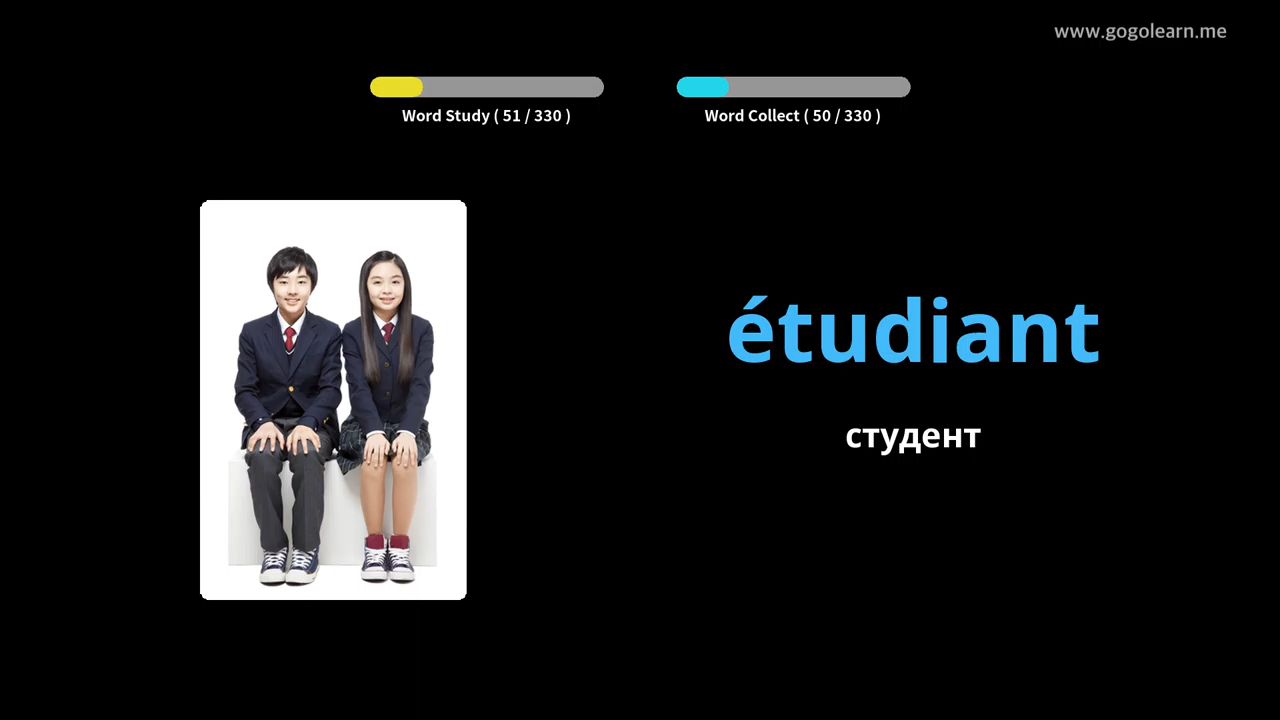 www.gogolearn.me
Word Study ( 51 / 330 )
Word Collect ( 50 / 330 )
étudiant
студент